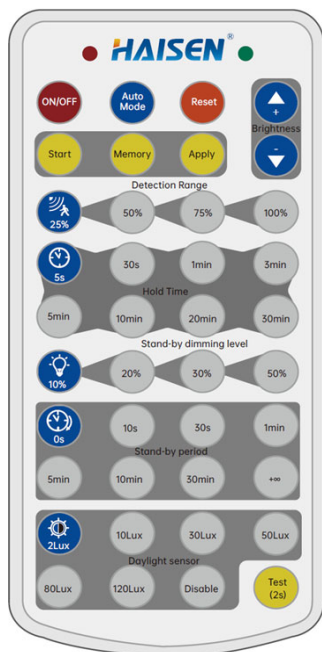 HAISEN®
ON/OFF Auto Mode Reset +
Brightness
Start Memory Apply -
Detection Range
25% 50% 75% 100%
5s 30s 1min 3min
Hold Time
5min 10min 20min 30min
Stand-by dimming level
10% 20% 30% 50%
0s 10s 30s 1min
Stand-by period
5min 10min 30min +∞
2Lux 10Lux 30Lux 50Lux
Daylight sensor
80Lux 120Lux Disable Test (2s)